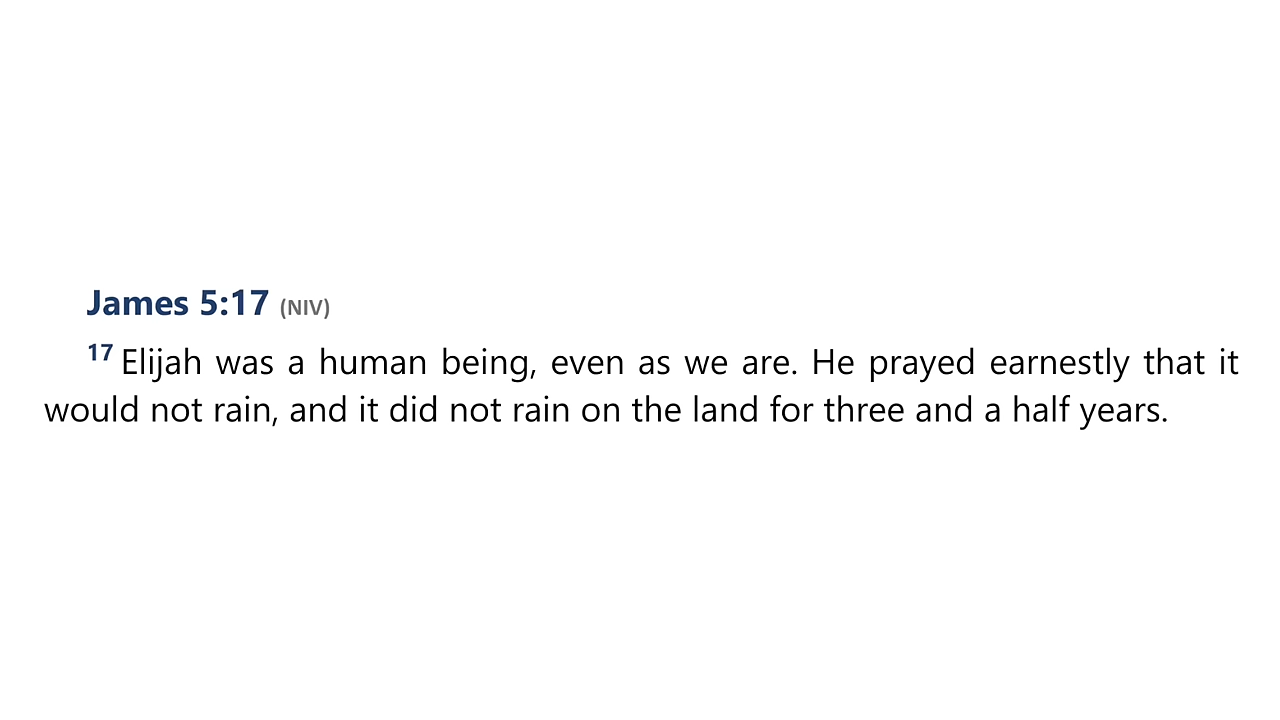 James 5:17 (NIV)
17 Elijah was a human being, even as we are. He prayed earnestly that it
would not rain, and it did not rain on the land for three and a half years.